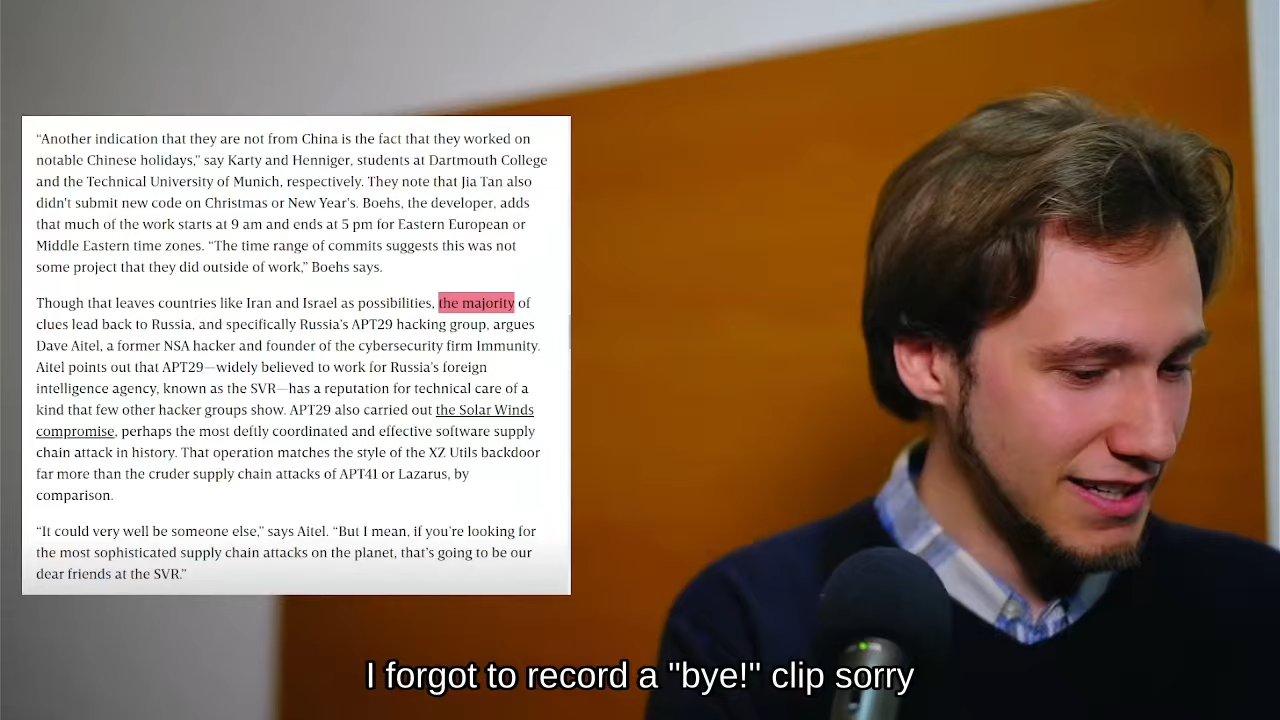 “Another indication that they are not from China is the fact that they worked on
notable Chinese holidays,” say Karty and Henniger, students at Dartmouth College
and the Technical University of Munich, respectively. They note that Jia Tan also
didn't submit new code on Christmas or New Year's. Boehs, the developer, adds
that much of the work starts at 9 am and ends at 5 pm for Eastern European or
Middle Eastern time zones. “The time range of commits suggests this was not
some project that they did outside of work,” Boehs says.
Though that leaves countries like Iran and Israel as possibilities, the majority of
clues lead back to Russia, and specifically Russia's APT29 hacking group, argues
Dave Aitel, a former NSA hacker and founder of the cybersecurity firm Immunity.
Aitel points out that APT29—widely believed to work for Russia's foreign
intelligence agency, known as the SVR—has a reputation for technical care of a
kind that few other hacker groups show. APT29 also carried out the Solar Winds
compromise, perhaps the most deftly coordinated and effective software supply
chain attack in history. That operation matches the style of the XZ Utils backdoor
far more than the cruder supply chain attacks of APT41 or Lazarus, by
comparison.
“It could very well be someone else,” says Aitel. “But I mean, if you're looking for
the most sophisticated supply chain attacks on the planet, that's going to be our
dear friends at the SVR.”
I forgot to record a "bye!" clip sorry